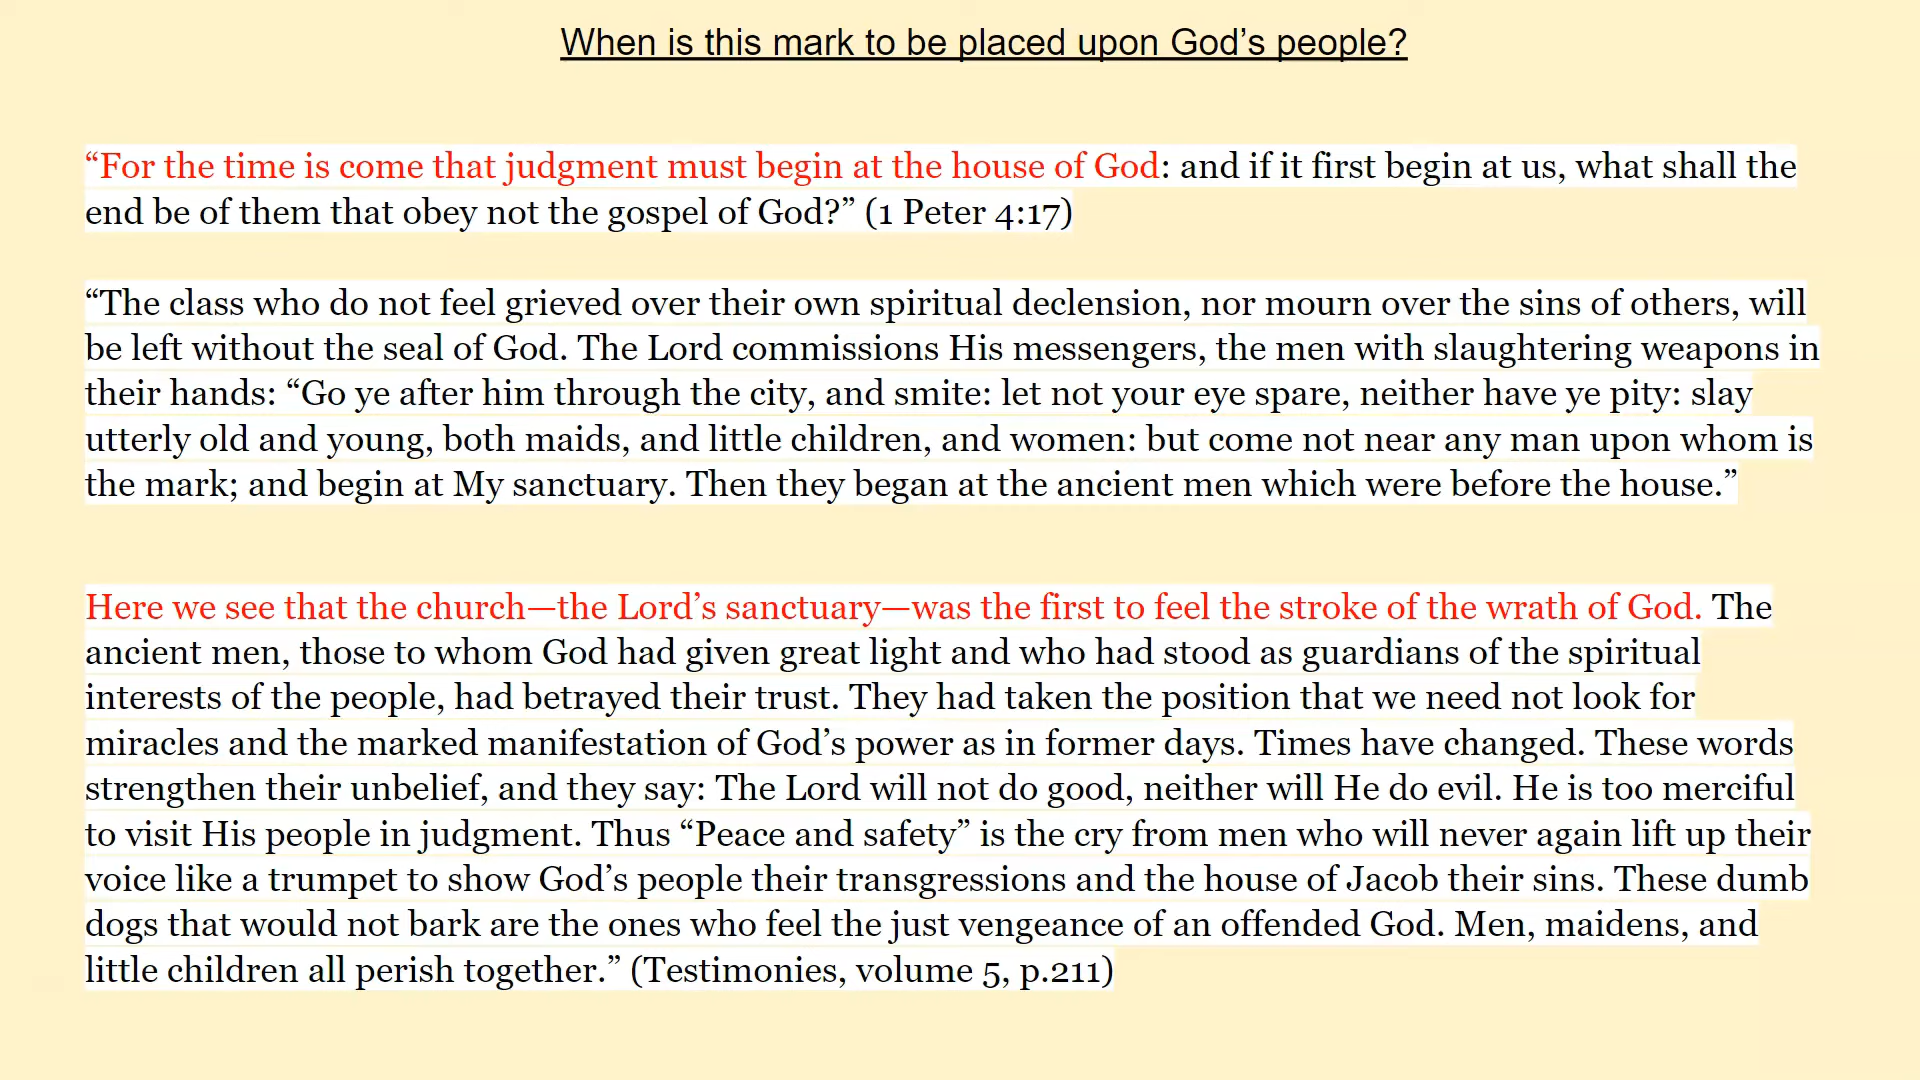 When is this mark to be placed upon God’s people?
“For the time is come that judgment must begin at the house of God: and if it first begin at us, what shall the
end be of them that obey not the gospel of God?” (1 Peter 4:17)
“The class who do not feel grieved over their own spiritual declension, nor mourn over the sins of others, will
be left without the seal of God. The Lord commissions His messengers, the men with slaughtering weapons in
their hands: “Go ye after him through the city, and smite: let not your eye spare, neither have ye pity: slay
utterly old and young, both maids, and little children, and women: but come not near any man upon whom is
the mark; and begin at My sanctuary. Then they began at the ancient men which were before the house.”
Here we see that the church—the Lord’s sanctuary—was the first to feel the stroke of the wrath of God. The
ancient men, those to whom God had given great light and who had stood as guardians of the spiritual
interests of the people, had betrayed their trust. They had taken the position that we need not look for
miracles and the marked manifestation of God’s power as in former days. Times have changed. These words
strengthen their unbelief, and they say: The Lord will not do good, neither will He do evil. He is too merciful
to visit His people in judgment. Thus “Peace and safety” is the cry from men who will never again lift up their
voice like a trumpet to show God’s people their transgressions and the house of Jacob their sins. These dumb
dogs that would not bark are the ones who feel the just vengeance of an offended God. Men, maidens, and
little children all perish together.” (Testimonies, volume 5, p.211)